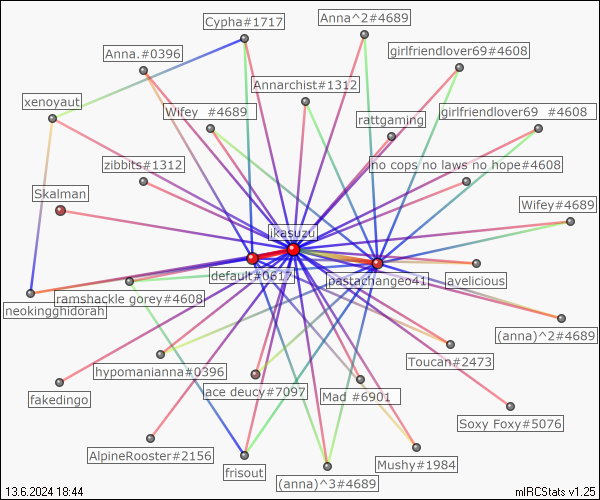 Anna^2#4689
Cypha#1717
Anna.#0396
girlfriendlover69#4608
Annarchist#1312
xenoyaut
Wifey #4689
rattgaming
girlfriendlover69 #4608
zibbits#1312
no cops no laws no hope#4608
Skalman
Wifey#4689
ikasuzu
default#0617
pastachangeo41
avelicious
neokingghidorah
ramshackle gorey#4608
(anna)^2#4689
Toucan#2473
hypomanianna#0396
fakedingo
ace deucy#7097
Mad #6901
Soxy Foxy#5076
AlpineRooster#2156
frisout
(anna)^3#4689
Mushy#1984
13.6.2024 18:44
mIRCStats v1.25